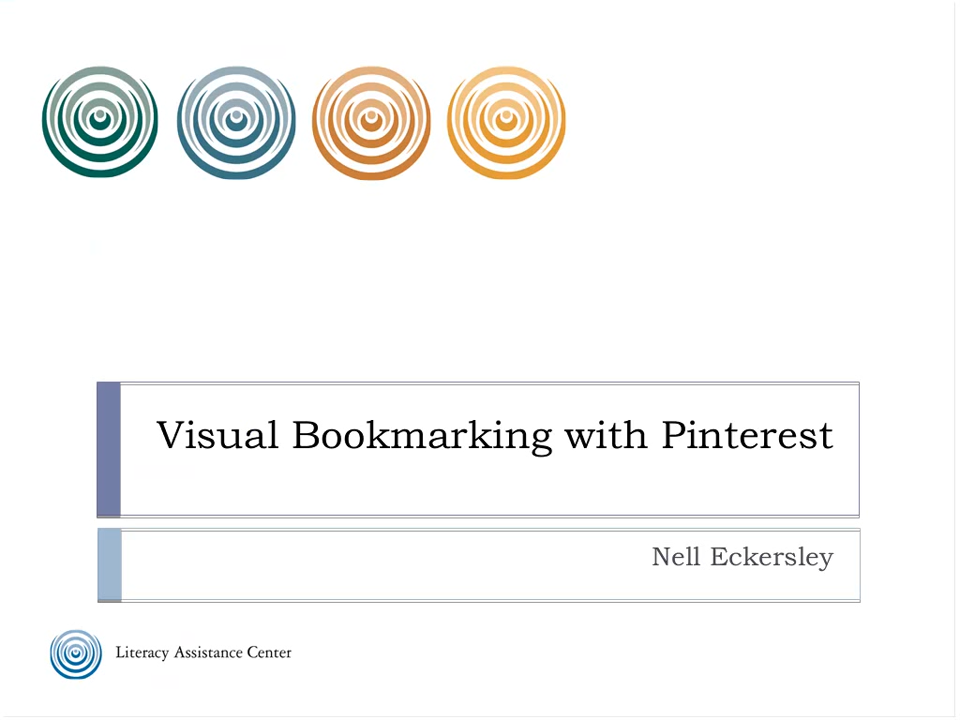 Visual Bookmarking with Pinterest
Nell Eckersley
Literacy Assistance Center